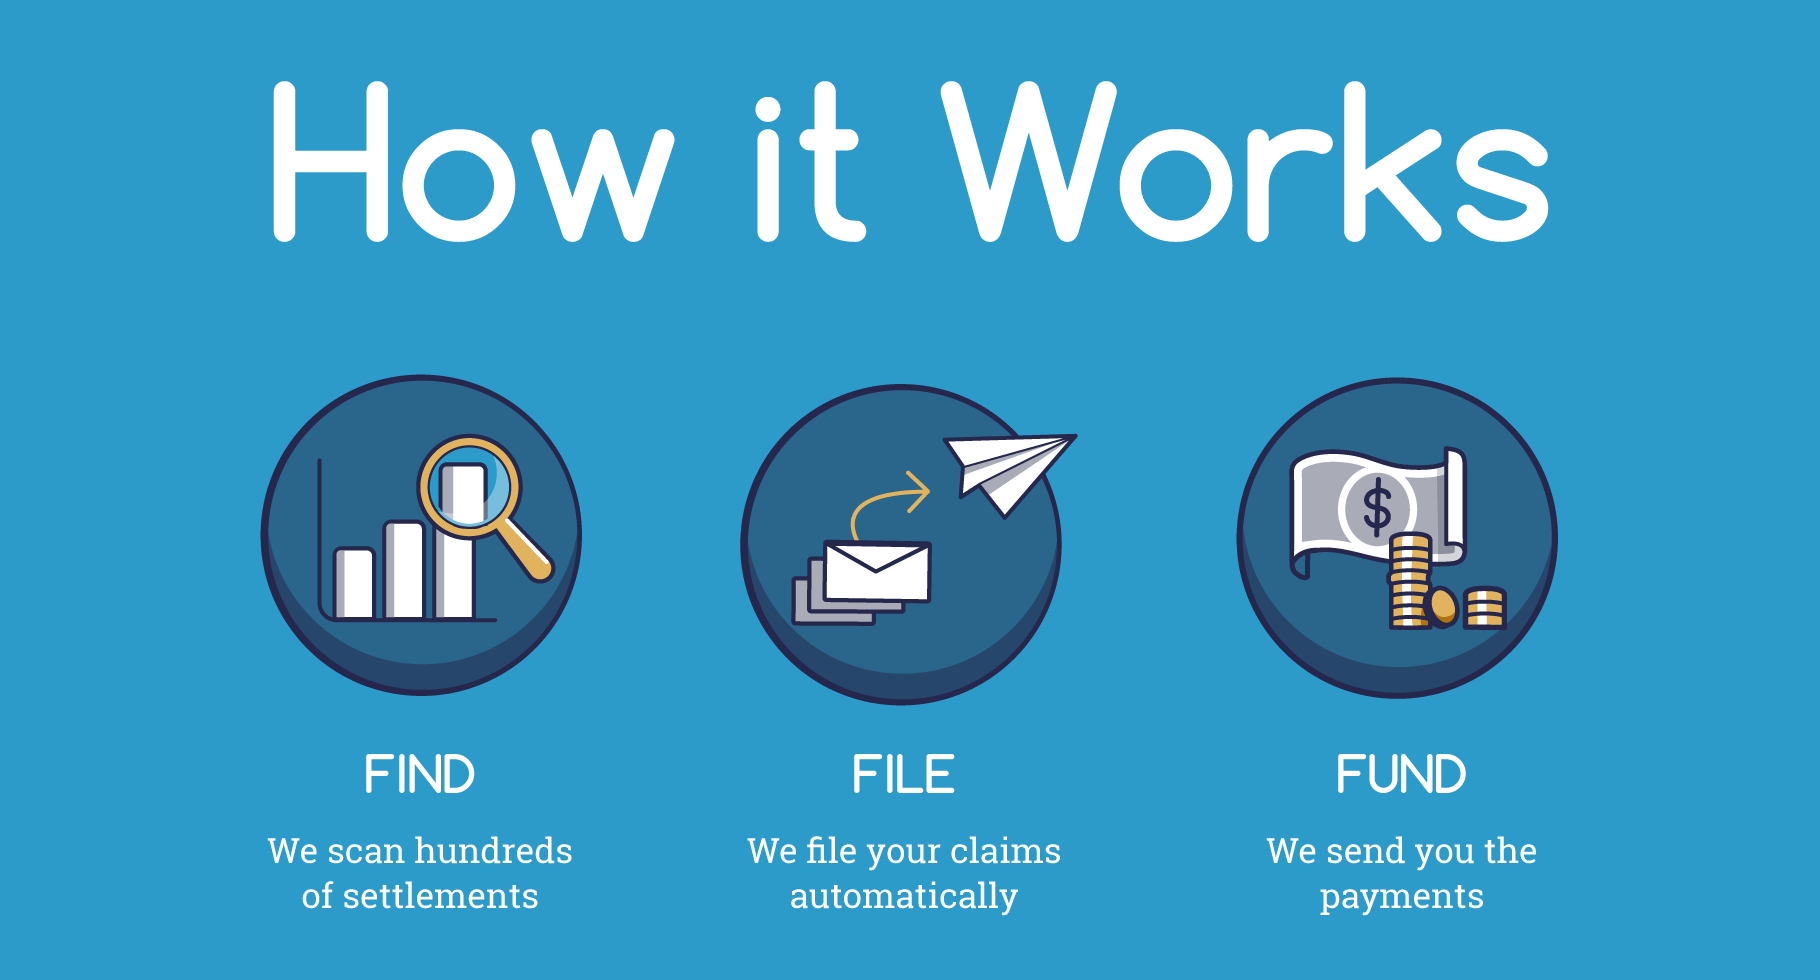 How it Works
FIND
We scan hundreds
of settlements
FILE
We file your claims
automatically
$
FUND
We send you the
payments